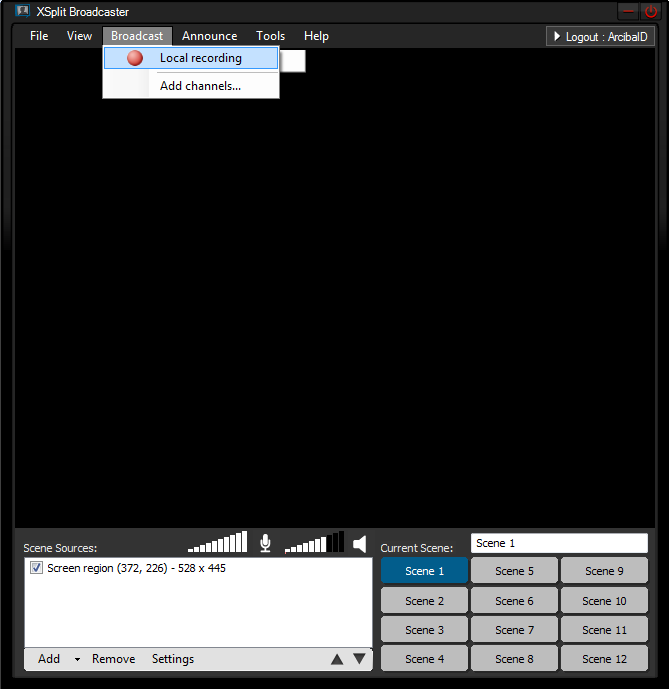 XSplit Broadcaster
File View Broadcast Announce Tools Help Logout : ArcibalD
Local recording
Add channels...
Scene Sources:
Current Scene: Scene 1
Screen region (372, 226) - 528 x 445
Scene 1 Scene 5 Scene 9
Scene 2 Scene 6 Scene 10
Scene 3 Scene 7 Scene 11
Scene 4 Scene 8 Scene 12
Add Remove Settings